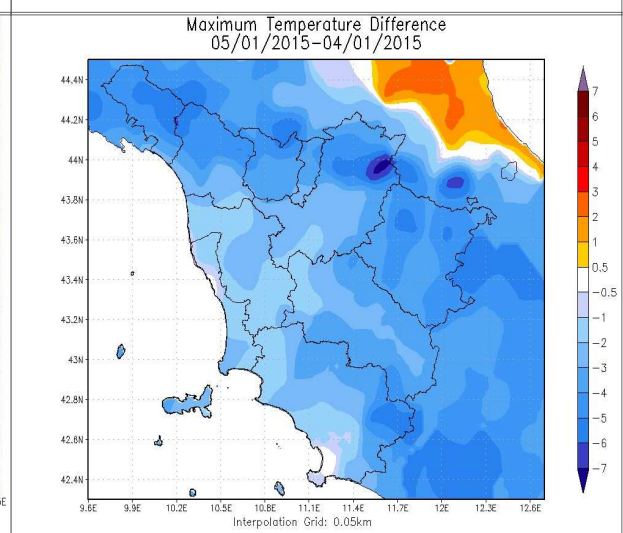 Maximum Temperature Difference
05/01/2015-04/01/2015
44.4N
44.2N
44N
43.8N
43.6N
43.4N
43.2N
43N
42.8N
42.6N
42.4N
9.6E 9.9E 10.2E 10.5E 10.8E 11.1E 11.4E 11.7E 12E 12.3E 12.6E
Interpolation Grid: 0.05km
7
6
5
4
3
2
1
0.5
-0.5
-1
-2
-3
-4
-5
-6
-7